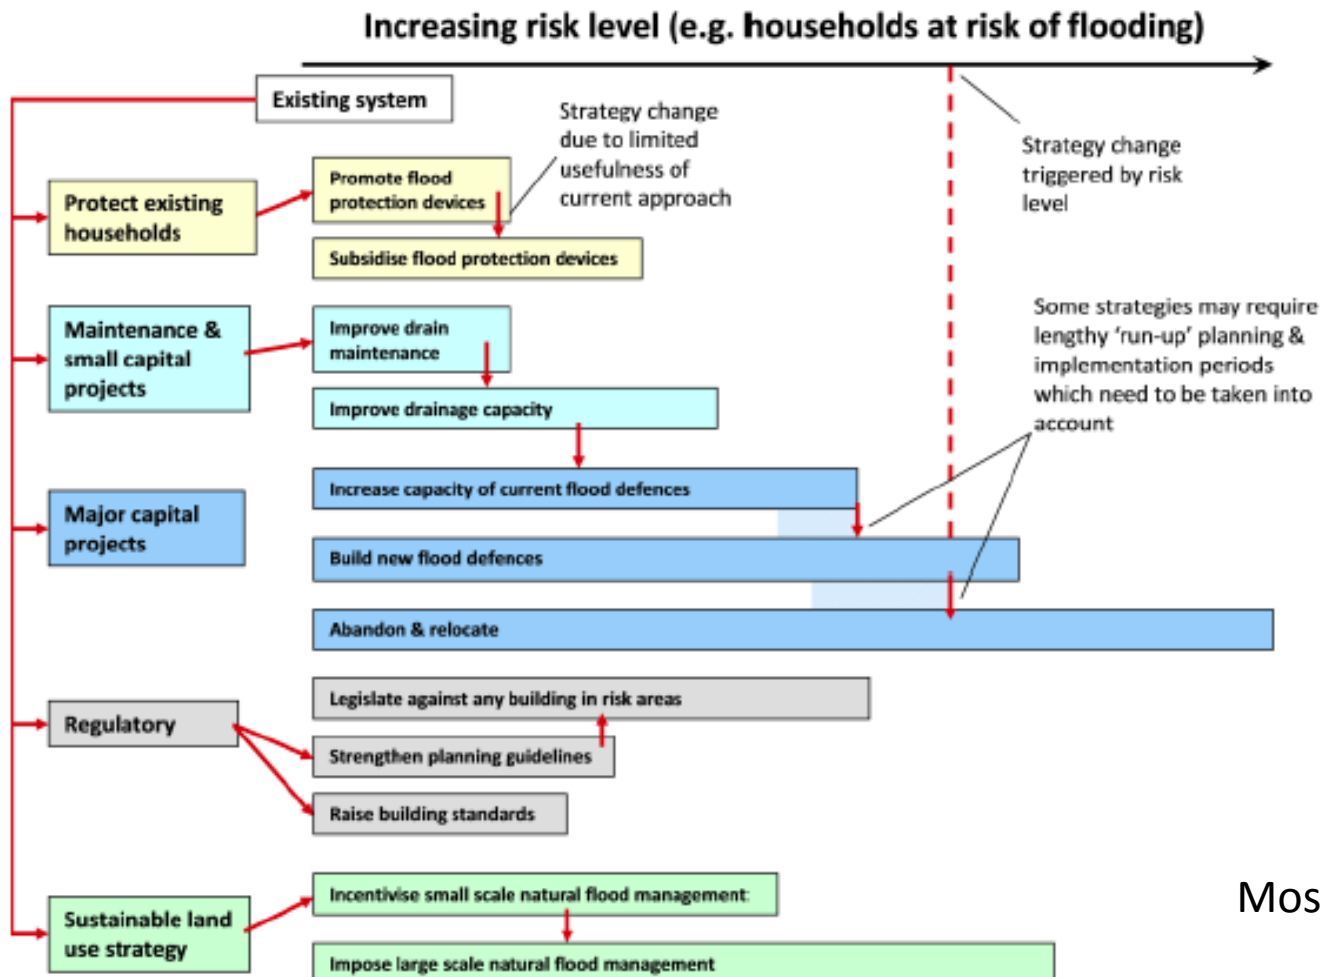 Increasing risk level (e.g. households at risk of flooding)
Existing system
Strategy change
due to limited
usefulness of
current approach
Strategy change
triggered by risk
level
Protect existing
households
Promote flood
protection devices
Subsidise flood protection devices
Maintenance &
small capital
projects
Improve drain
maintenance
Improve drainage capacity
Some strategies may require
lengthy ‘run-up’ planning &
implementation periods
which need to be taken into
account
Major capital
projects
Increase capacity of current flood defences
Build new flood defences
Abandon & relocate
Regulatory
Legislate against any building in risk areas
Strengthen planning guidelines
Raise building standards
Sustainable land
use strategy
Incentivise small scale natural flood management
Impose large scale natural flood management
Mos